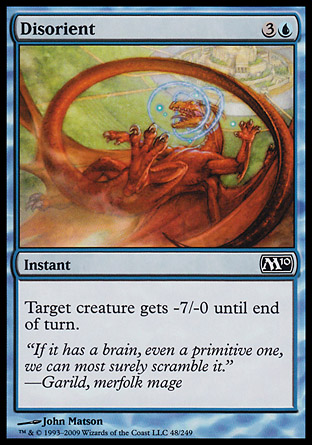 Disorient 3
Instant M10
Target creature gets -7/-0 until end
of turn.
“If it has a brain, even a primitive one,
we can most surely scramble it.”
—Garild, merfolk mage
John Matson
™ & © 1993–2009 Wizards of the Coast LLC 48/249